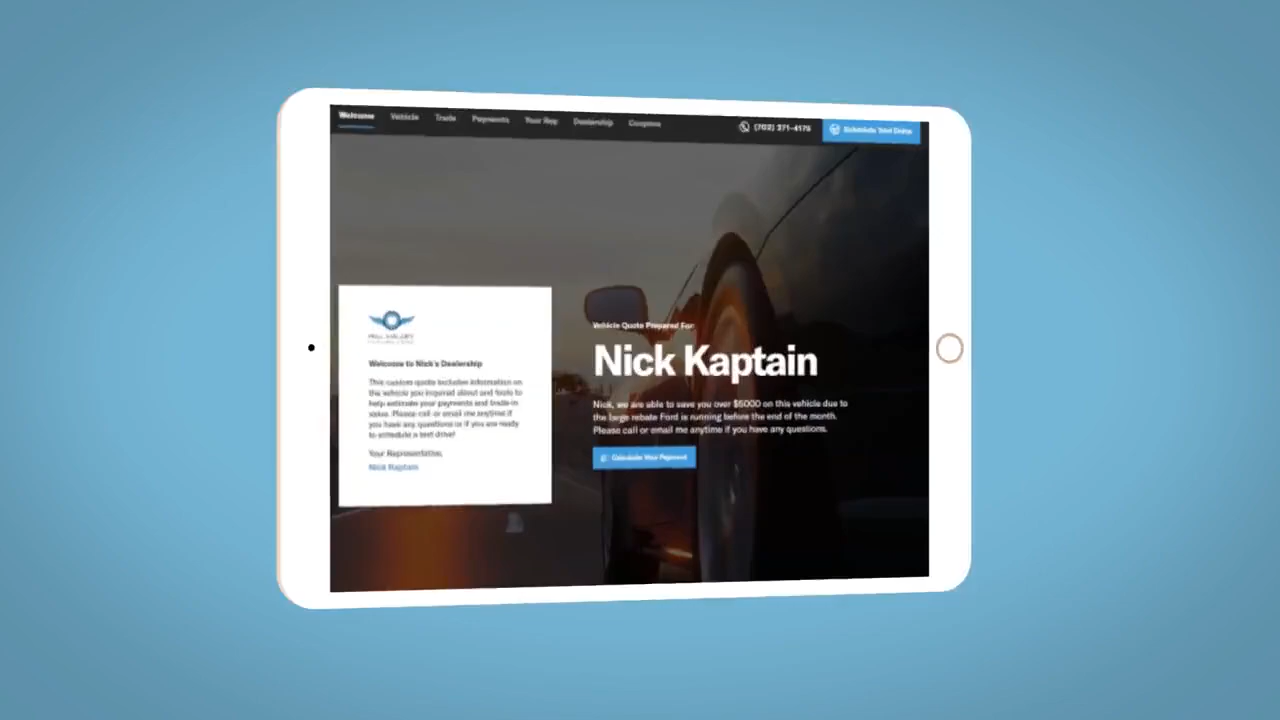 Welcome Vehicle Trade Payments Your Rep Dealership Coupons (702) 271-4175 Schedule Test Drive
Welcome to Nick's Dealership
This custom quote includes information on
the vehicle you inquired about and tools to
help estimate your payments and trade-in
value. Please call or email me anytime if
you have any questions or if you are ready
to schedule a test drive!
Your Representative,
Nick Kaptain
Vehicle Quote Prepared For:
Nick Kaptain
Nick, we are able to save you over $5000 on this vehicle due to
the large rebate Ford is running before the end of the month.
Please call or email me anytime if you have any questions.
Calculate Your Payment